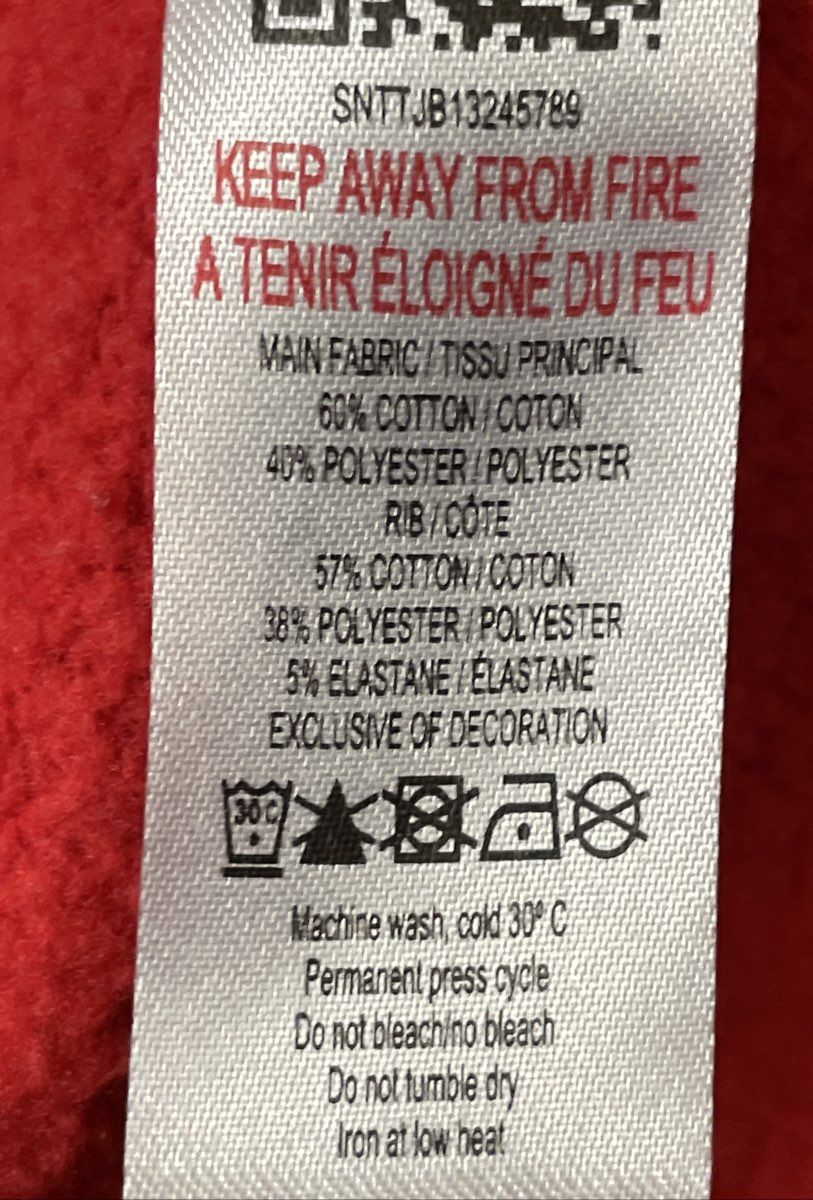 SNTTJB13245789
KEEP AWAY FROM FIRE
A TENIR ÉLOIGNÉ DU FEU
MAIN FABRIC / TISSU PRINCIPAL
60% COTTON / COTON
40% POLYESTER / POLYESTER
RIB / CÔTE
57% COTTON / COTON
38% POLYESTER / POLYESTER
5% ELASTANE / ÉLASTANE
EXCLUSIVE OF DECORATION
30 C
Machine wash, cold 30° C
Permanent press cycle
Do not bleach/no bleach
Do not tumble dry
Iron at low heat